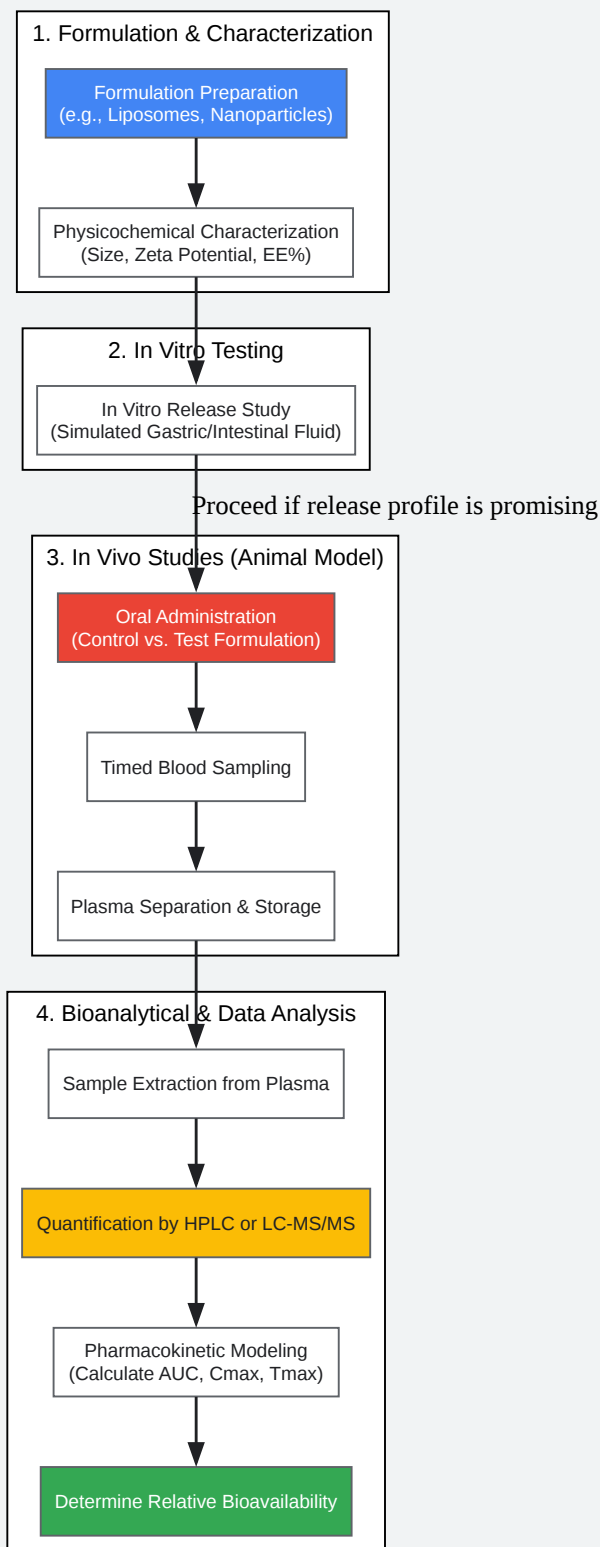 1. Formulation & Characterization
Formulation Preparation
(e.g., Liposomes, Nanoparticles)
Physicochemical Characterization
(Size, Zeta Potential, EE%)
2. In Vitro Testing
In Vitro Release Study
(Simulated Gastric/Intestinal Fluid)
Proceed if release profile is promising
3. In Vivo Studies (Animal Model)
Oral Administration
(Control vs. Test Formulation)
Timed Blood Sampling
Plasma Separation & Storage
4. Bioanalytical & Data Analysis
Sample Extraction from Plasma
Quantification by HPLC or LC-MS/MS
Pharmacokinetic Modeling
(Calculate AUC, Cmax, Tmax)
Determine Relative Bioavailability